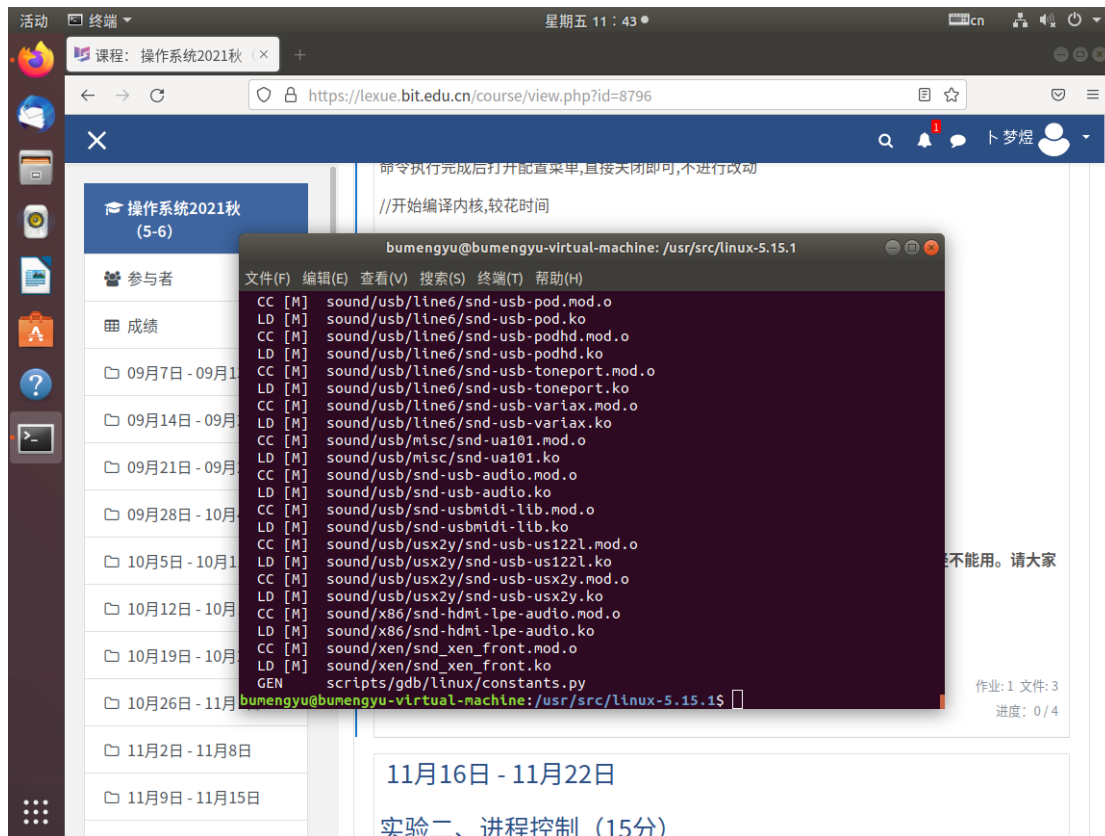 活动 终端 星期五 11：43 cn
课程： 操作系统2021秋（
https://lexue.bit.edu.cn/course/view.php?id=8796
1 卜梦煜
命令执行完成后打开配置菜单,直接关闭即可,不进行改动
//开始编译内核,较花时间
操作系统2021秋
（5-6）
参与者
成绩
09月7日 - 09月1
09月14日 - 09月
09月21日 - 09月
09月28日 - 10月
10月5日 - 10月1
10月12日 - 10月
10月19日 - 10月
10月26日 - 11月
11月2日 - 11月8日
11月9日 - 11月15日
bumengyu@bumengyu-virtual-machine: /usr/src/linux-5.15.1
文件(F) 编辑(E) 查看(V) 搜索(S) 终端(T) 帮助(H)
CC [M] sound/usb/line6/snd-usb-pod.mod.o
LD [M] sound/usb/line6/snd-usb-pod.ko
CC [M] sound/usb/line6/snd-usb-podhd.mod.o
LD [M] sound/usb/line6/snd-usb-podhd.ko
CC [M] sound/usb/line6/snd-usb-toneport.mod.o
LD [M] sound/usb/line6/snd-usb-toneport.ko
CC [M] sound/usb/line6/snd-usb-variax.mod.o
LD [M] sound/usb/line6/snd-usb-variax.ko
CC [M] sound/usb/misc/snd-ua101.mod.o
LD [M] sound/usb/misc/snd-ua101.ko
CC [M] sound/usb/snd-usb-audio.mod.o
LD [M] sound/usb/snd-usb-audio.ko
CC [M] sound/usb/snd-usbmidi-lib.mod.o
LD [M] sound/usb/snd-usbmidi-lib.ko
CC [M] sound/usb/usx2y/snd-usb-us122l.mod.o
LD [M] sound/usb/usx2y/snd-usb-us122l.ko
CC [M] sound/usb/usx2y/snd-usb-usx2y.mod.o
LD [M] sound/usb/usx2y/snd-usb-usx2y.ko
CC [M] sound/x86/snd-hdmi-lpe-audio.mod.o
LD [M] sound/x86/snd-hdmi-lpe-audio.ko
CC [M] sound/xen/snd_xen_front.mod.o
LD [M] sound/xen/snd_xen_front.ko
GEN scripts/gdb/linux/constants.py
bumengyu@bumengyu-virtual-machine:/usr/src/linux-5.15.1$
不能用。请大家
作业: 1 文件: 3
进度： 0 / 4
11月16日 - 11月22日
实验二、进程控制（15分）